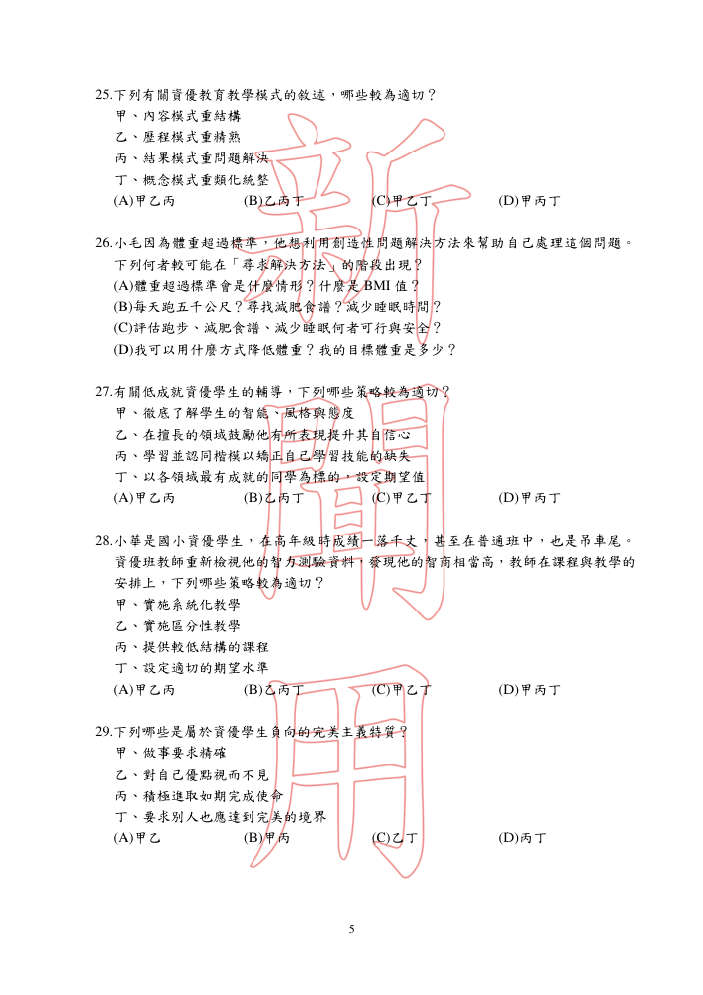 25.下列有關資優教育教學模式的敘述，哪些較為適切？
甲、內容模式重結構
乙、歷程模式重精熟
丙、結果模式重問題解決
丁、概念模式重類化統整
(A)甲乙丙 (B)乙丙丁 (C)甲乙丁 (D)甲丙丁
26.小毛因為體重超過標準，他想利用創造性問題解決方法來幫助自己處理這個問題。
下列何者較可能在「尋求解決方法」的階段出現？
(A)體重超過標準會是什麼情形？什麼是 BMI 值？
(B)每天跑五千公尺？尋找減肥食譜？減少睡眠時間？
(C)評估跑步、減肥食譜、減少睡眠何者可行與安全？
(D)我可以用什麼方式降低體重？我的目標體重是多少？
27.有關低成就資優學生的輔導，下列哪些策略較為適切？
甲、徹底了解學生的智能、風格與態度
乙、在擅長的領域鼓勵他有所表現提升其自信心
丙、學習並認同楷模以矯正自己學習技能的缺失
丁、以各領域最有成就的同學為標的，設定期望值
(A)甲乙丙 (B)乙丙丁 (C)甲乙丁 (D)甲丙丁
28.小華是國小資優學生，在高年級時成績一落千丈，甚至在普通班中，也是吊車尾。
資優班教師重新檢視他的智力測驗資料，發現他的智商相當高，教師在課程與教學的
安排上，下列哪些策略較為適切？
甲、實施系統化教學
乙、實施區分性教學
丙、提供較低結構的課程
丁、設定適切的期望水準
(A)甲乙丙 (B)乙丙丁 (C)甲乙丁 (D)甲丙丁
29.下列哪些是屬於資優學生負向的完美主義特質？
甲、做事要求精確
乙、對自己優點視而不見
丙、積極進取如期完成使命
丁、要求別人也應達到完美的境界
(A)甲乙 (B)甲丙 (C)乙丁 (D)丙丁
5
新聞用